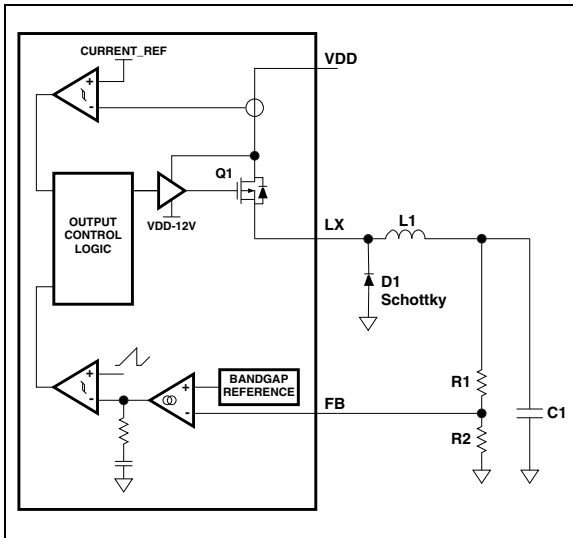 CURRENT_REF
VDD
+
-
Q1
OUTPUT
CONTROL
LOGIC
VDD-12V
LX
L1
D1
Schottky
+
-
+
-
BANDGAP
REFERENCE
FB
R1
R2
C1